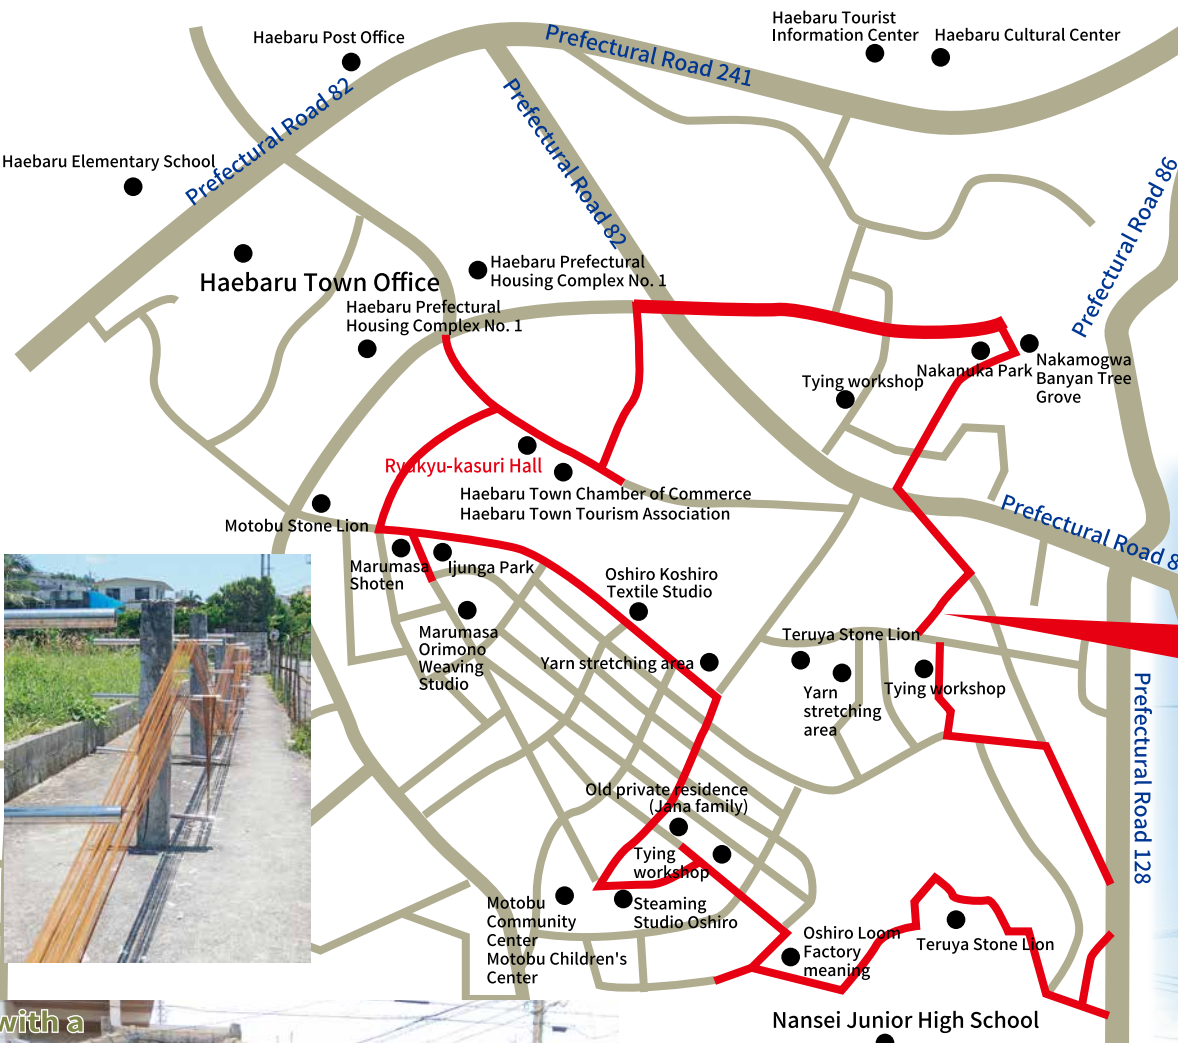 Haebaru Tourist
Information Center
Haebaru Cultural Center
Haebaru Post Office
Prefectural Road 241
Prefectural Road 82
Prefectural Road 82
Haebaru Elementary School
Prefectural Road 86
Haebaru Town Office
Haebaru Prefectural
Housing Complex No. 1
Haebaru Prefectural
Housing Complex No. 1
Nakamogwa
Banyan Tree
Grove
Nakanuka Park
Tying workshop
Ryukyu-kasuri Hall
Haebaru Town Chamber of Commerce
Haebaru Town Tourism Association
Prefectural Road 8
Motobu Stone Lion
Marumasa
Shoten
Ijunga Park
Oshiro Koshiro
Textile Studio
Marumasa
Orimono
Weaving
Studio
Yarn stretching area
Teruya Stone Lion
Yarn
stretching
area
Tying workshop
Prefectural Road 128
Old private residence
(Jana family)
Tying
workshop
Motobu
Community
Center
Motobu Children's
Center
Steaming
Studio Oshiro
Oshiro Loom
Factory
meaning
Teruya Stone Lion
Nansei Junior High School
with a